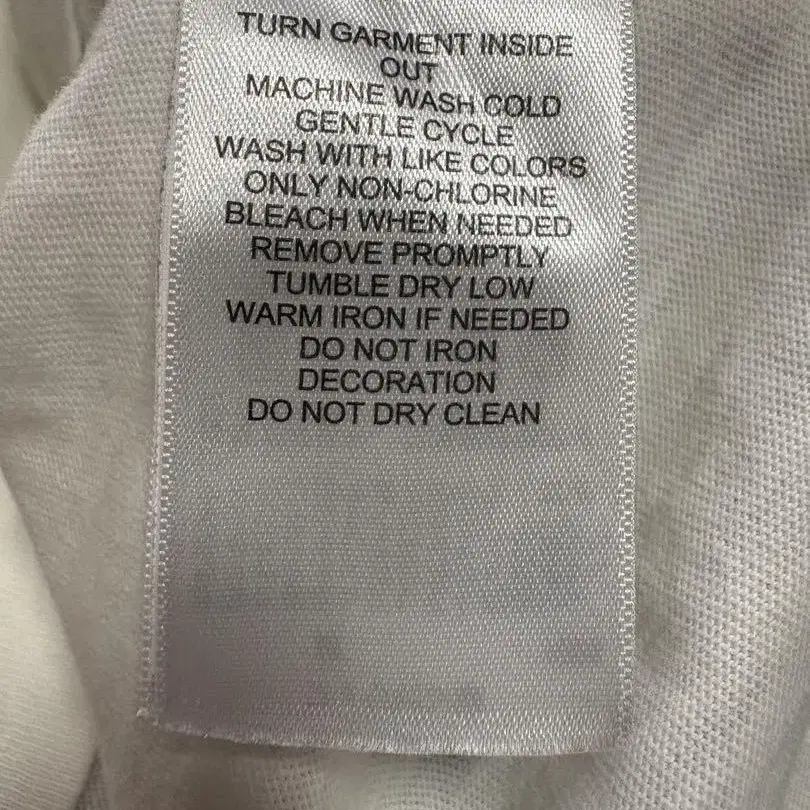 TURN GARMENT INSIDE
OUT
MACHINE WASH COLD
GENTLE CYCLE
WASH WITH LIKE COLORS
ONLY NON-CHLORINE
BLEACH WHEN NEEDED
REMOVE PROMPTLY
TUMBLE DRY LOW
WARM IRON IF NEEDED
DO NOT IRON
DECORATION
DO NOT DRY CLEAN